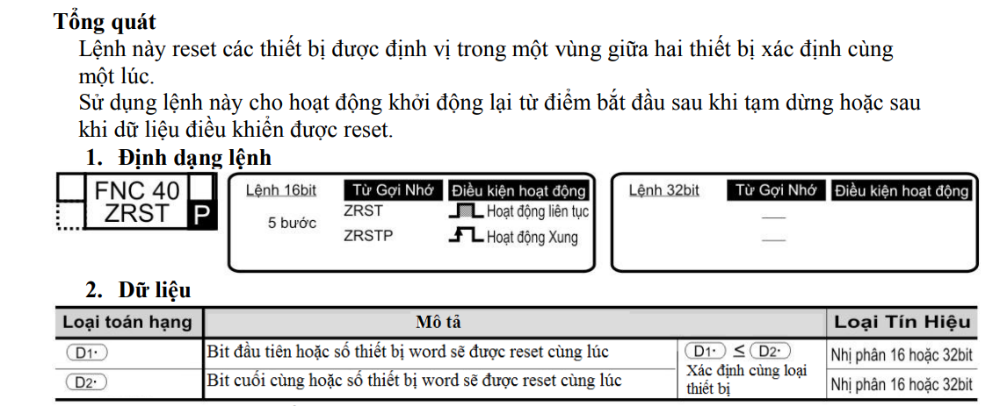 Tổng quát
Lệnh này reset các thiết bị được định vị trong một vùng giữa hai thiết bị xác định cùng
một lúc.
Sử dụng lệnh này cho hoạt động khởi động lại từ điểm bắt đầu sau khi tạm dừng hoặc sau
khi dữ liệu điều khiển được reset.
1. Định dạng lệnh
FNC 40
ZRST P
Lệnh 16bit Từ Gợi Nhớ Điều kiện hoạt động
5 bước
ZRST Hoạt động liên tục
ZRSTP Hoạt động Xung
Lệnh 32bit Từ Gợi Nhớ Điều kiện hoạt động
—
—
2. Dữ liệu
Loại toán hạng Mô tả Loại Tín Hiệu
D1· Bit đầu tiên hoặc số thiết bị word sẽ được reset cùng lúc D1· ≤ D2· Nhị phân 16 hoặc 32bit
Xác định cùng loại
D2· Bit cuối cùng hoặc số thiết bị word sẽ được reset cùng lúc thiết bị Nhị phân 16 hoặc 32bit